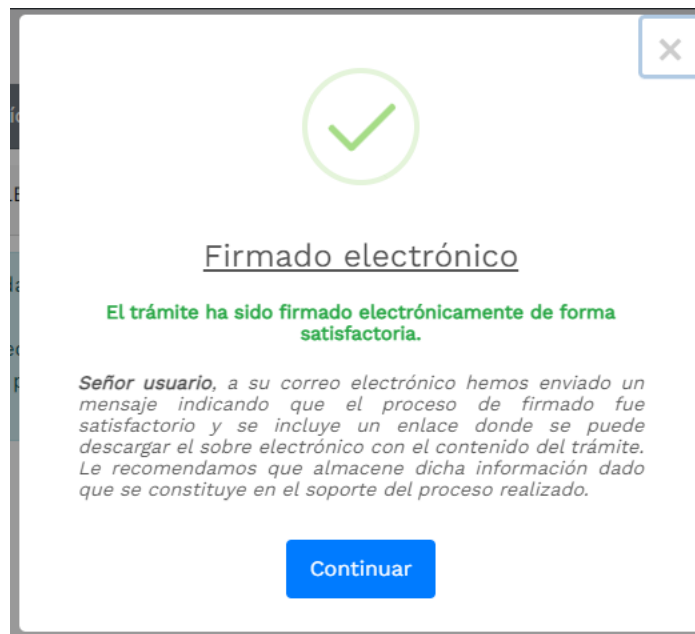 ×
Firmado electrónico
El trámite ha sido firmado electrónicamente de forma
satisfactoria.
Señor usuario, a su correo electrónico hemos enviado un
mensaje indicando que el proceso de firmado fue
satisfactorio y se incluye un enlace donde se puede
descargar el sobre electrónico con el contenido del trámite.
Le recomendamos que almacene dicha información dado
que se constituye en el soporte del proceso realizado.
Continuar